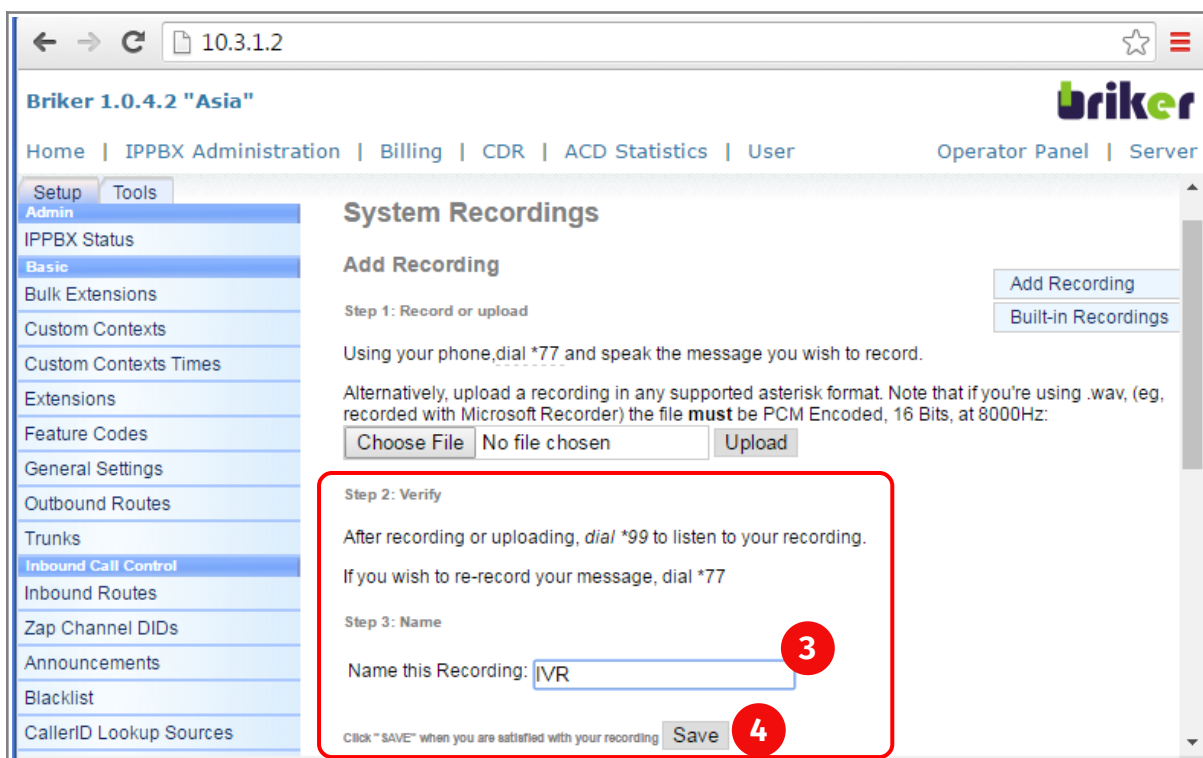 10.3.1.2
Briker 1.0.4.2 "Asia"
briker
Home | IPPBX Administration | Billing | CDR | ACD Statistics | User Operator Panel | Server
Setup Tools
Admin
IPPBX Status
Basic
Bulk Extensions
Custom Contexts
Custom Contexts Times
Extensions
Feature Codes
General Settings
Outbound Routes
Trunks
Inbound Call Control
Inbound Routes
Zap Channel DIDs
Announcements
Blacklist
CallerID Lookup Sources
System Recordings
Add Recording
Step 1: Record or upload
Using your phone,dial *77 and speak the message you wish to record.
Alternatively, upload a recording in any supported asterisk format. Note that if you're using .wav, (eg,
recorded with Microsoft Recorder) the file must be PCM Encoded, 16 Bits, at 8000Hz:
Choose File No file chosen Upload
Step 2: Verify
After recording or uploading, dial *99 to listen to your recording.
If you wish to re-record your message, dial *77
Step 3: Name
3
Name this Recording: IVR
Click "SAVE" when you are satisfied with your recording Save 4
Add Recording
Built-in Recordings